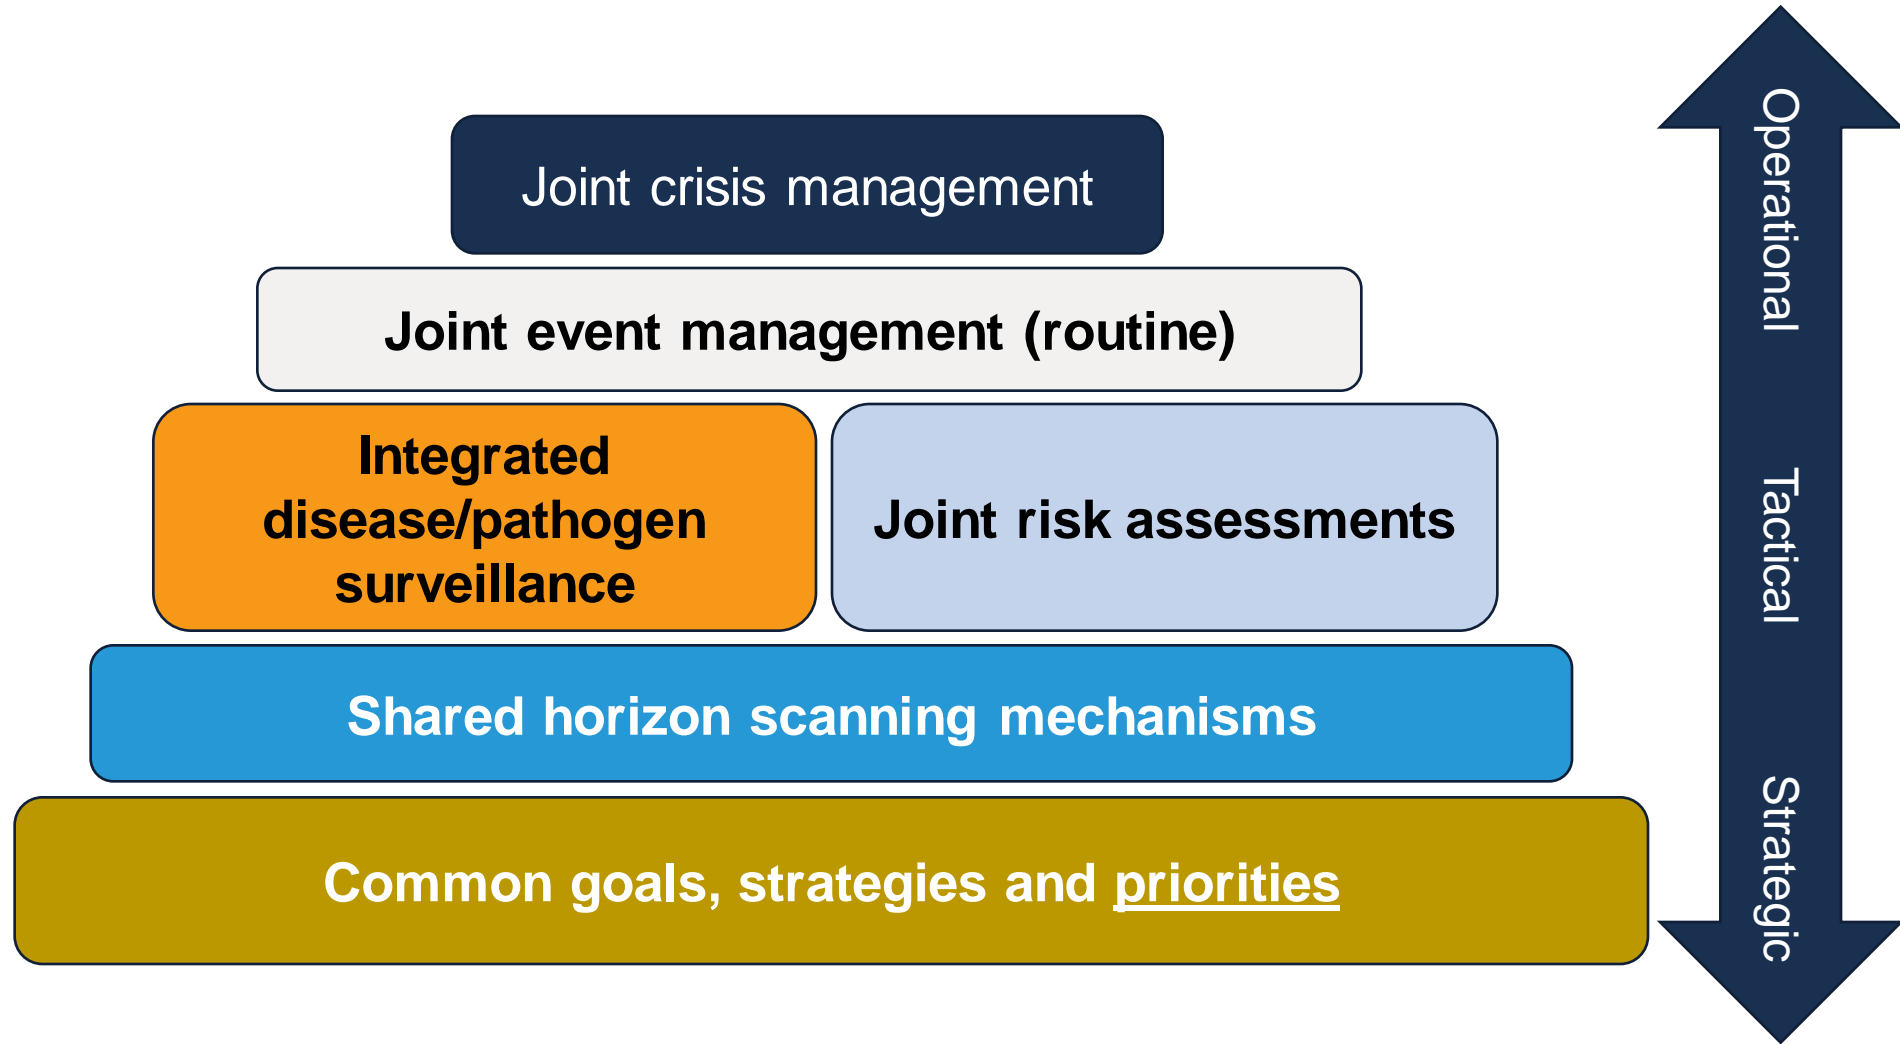 Joint crisis management
Joint event management (routine)
Integrated
disease/pathogen
surveillance
Joint risk assessments
Shared horizon scanning mechanisms
Common goals, strategies and priorities
Operational
Tactical
Strategic